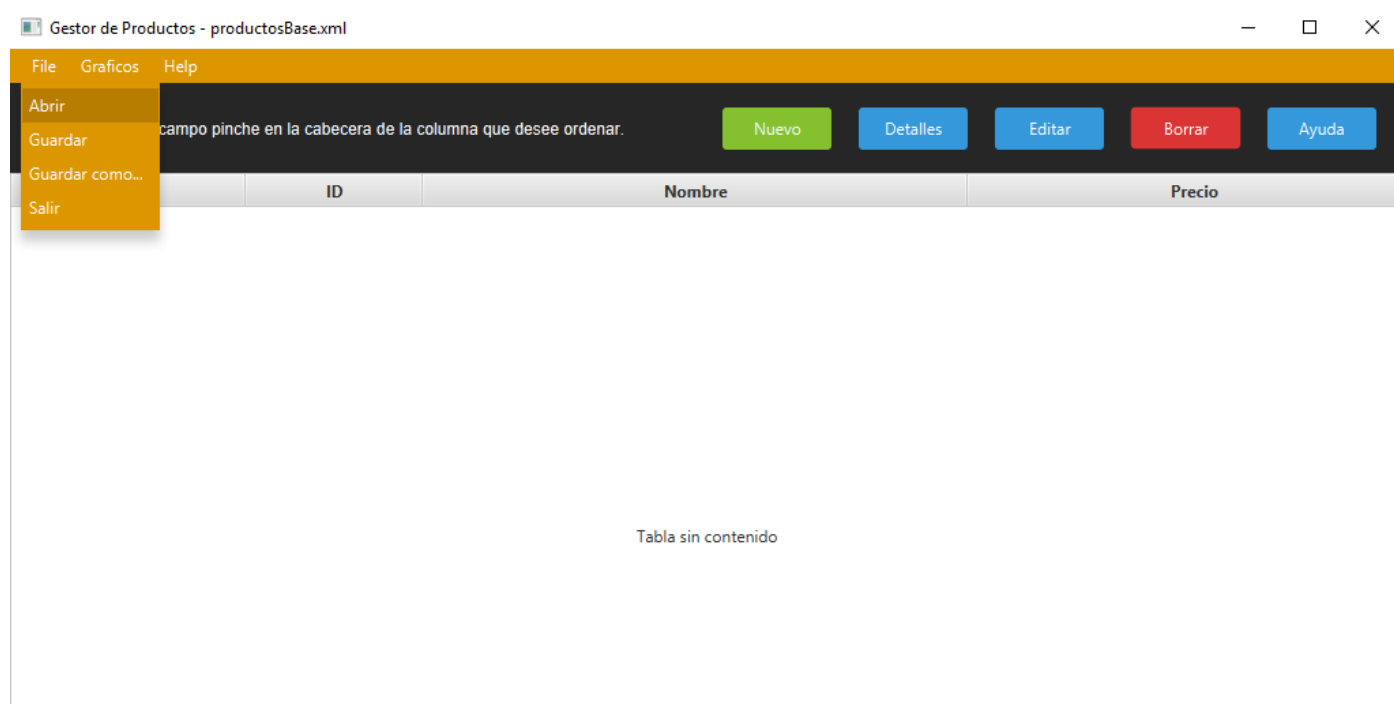 Gestor de Productos - productosBase.xml
File Graficos Help
Abrir
Guardar
Guardar como...
Salir
campo pinche en la cabecera de la columna que desee ordenar.
Nuevo Detalles Editar Borrar Ayuda
ID Nombre Precio
Tabla sin contenido